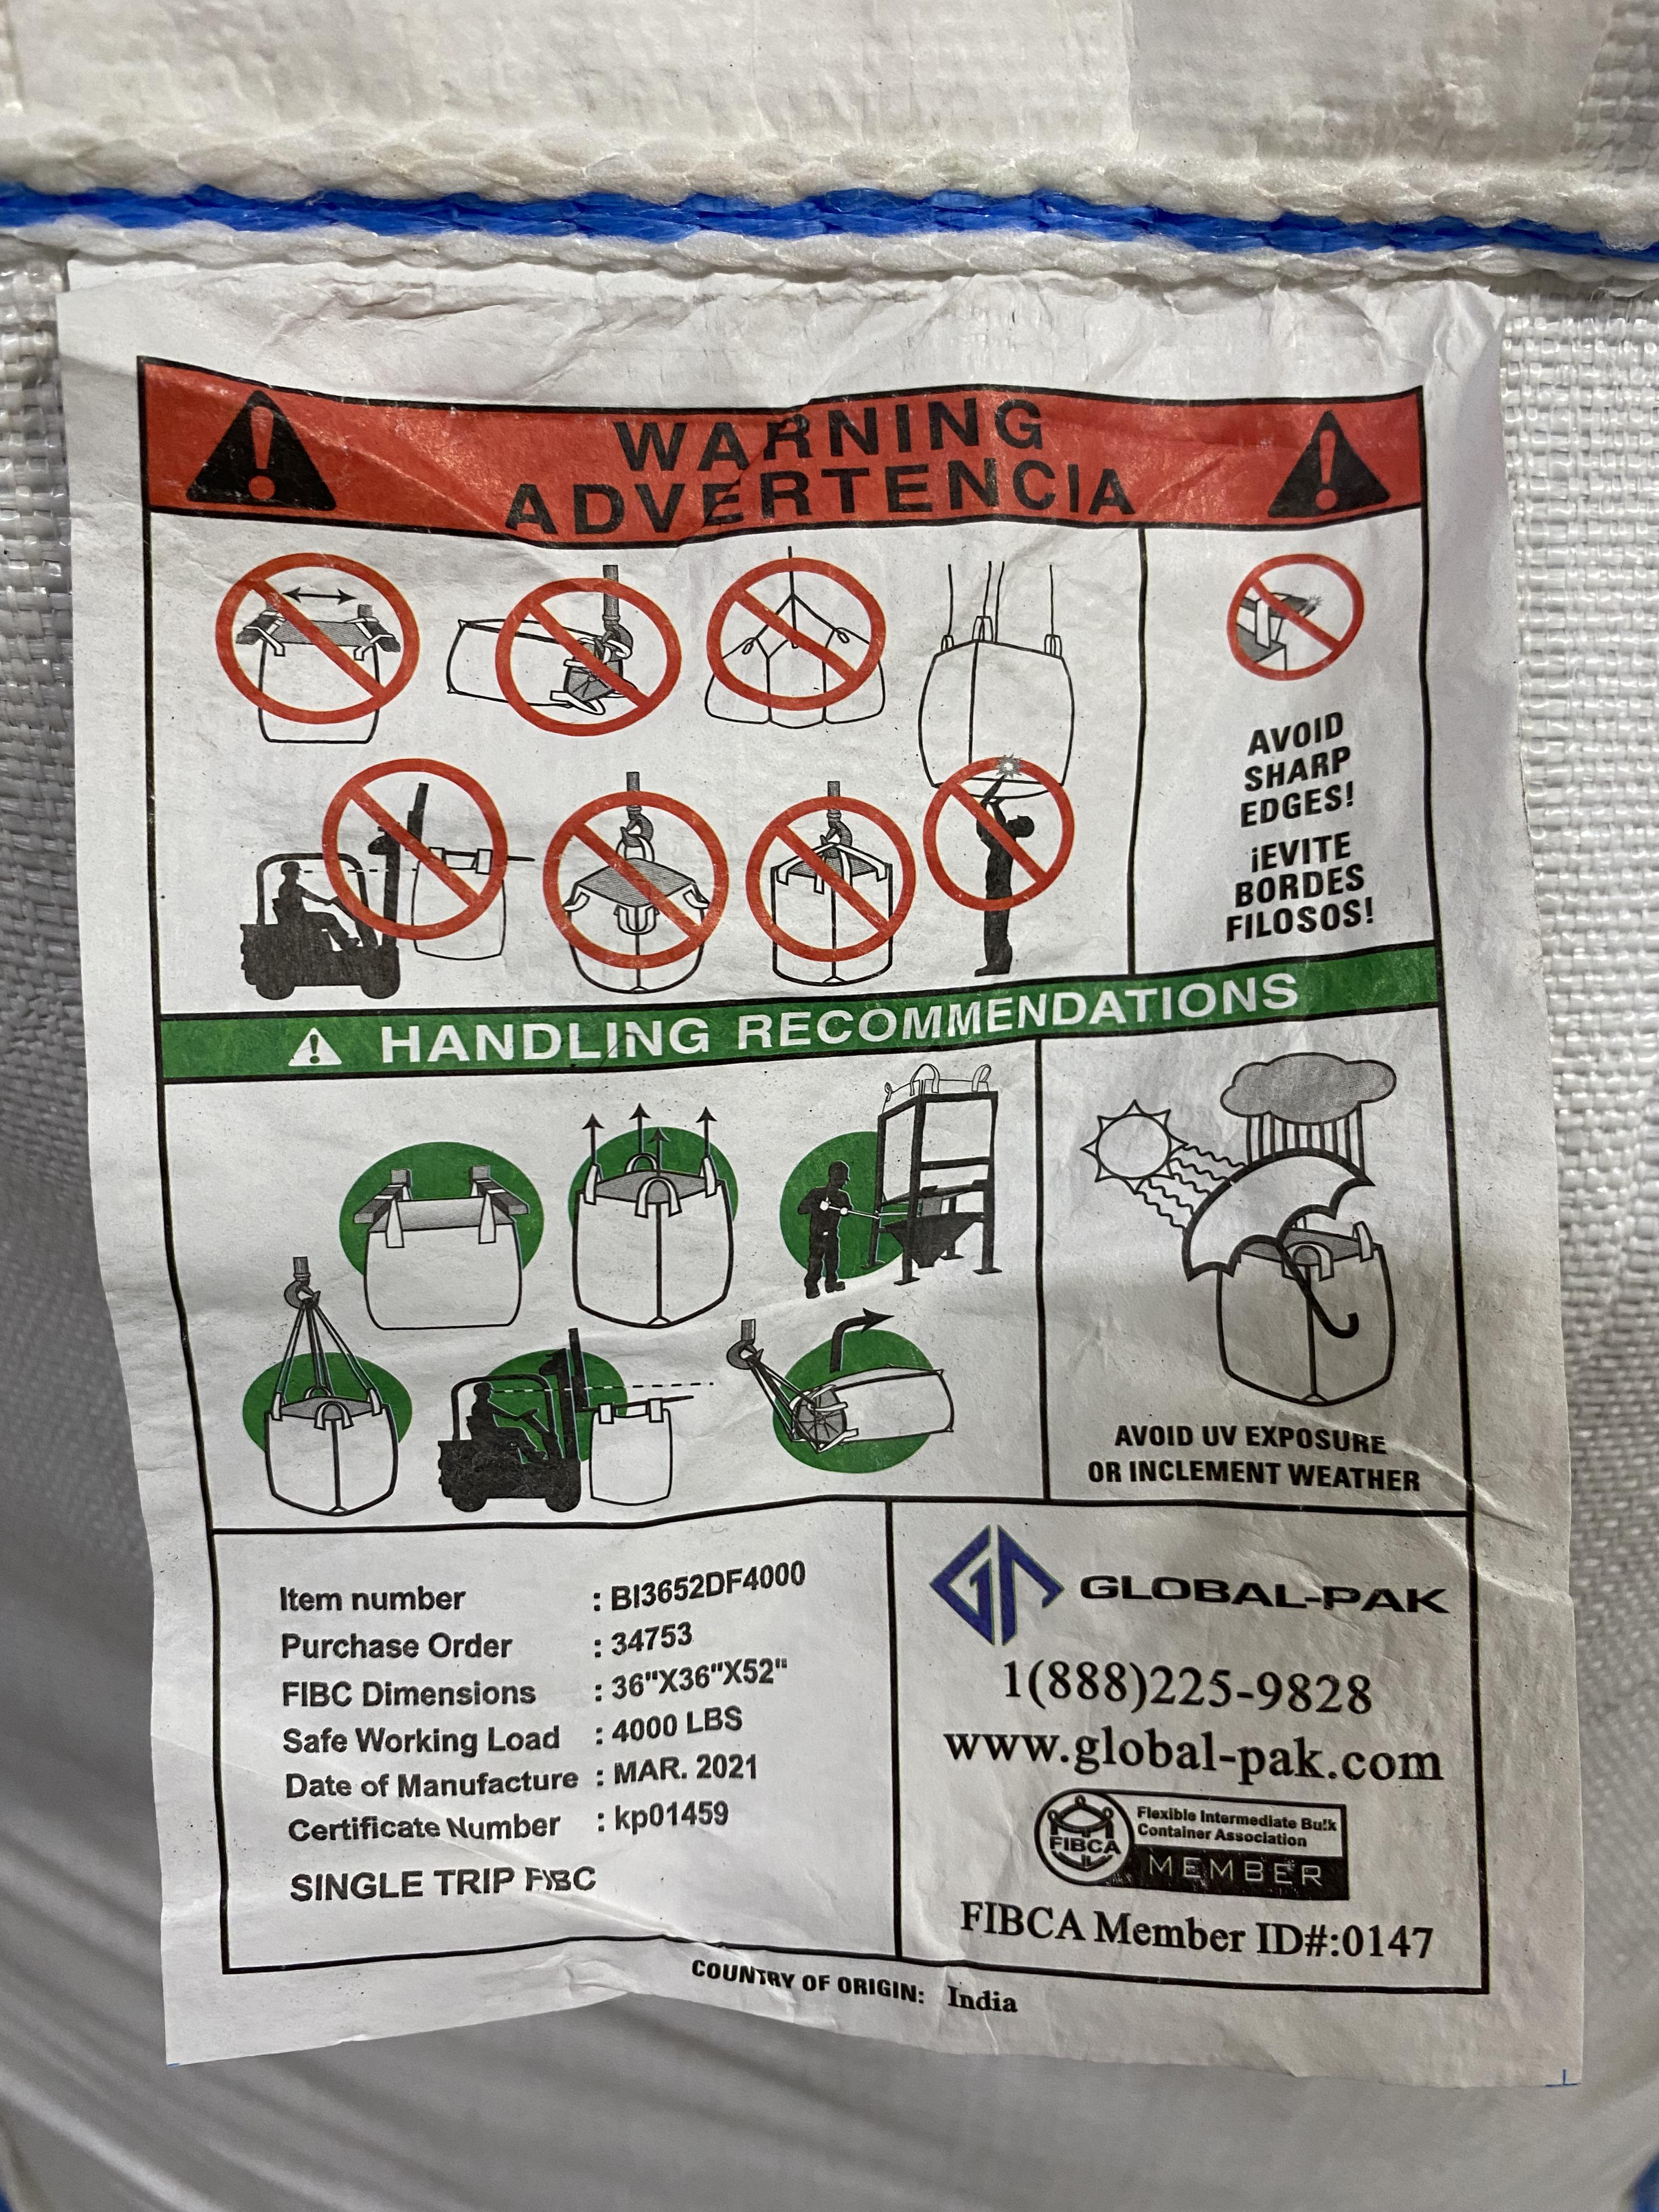 WARNING
ADVERTENCIA
AVOID
SHARP
EDGES!
¡EVITE
BORDES
FILOSOS!
HANDLING RECOMMENDATIONS
AVOID UV EXPOSURE
OR INCLEMENT WEATHER
Item number : BI3652DF4000
Purchase Order : 34753
FIBC Dimensions : 36"X36"X52"
Safe Working Load : 4000 LBS
Date of Manufacture : MAR. 2021
Certificate Number : kp01459
SINGLE TRIP FIBC
GLOBAL-PAK
1(888)225-9828
www.global-pak.com
FIBCA
Flexible Intermediate Bulk
Container Association
MEMBER
FIBCA Member ID#:0147
COUNTRY OF ORIGIN: India